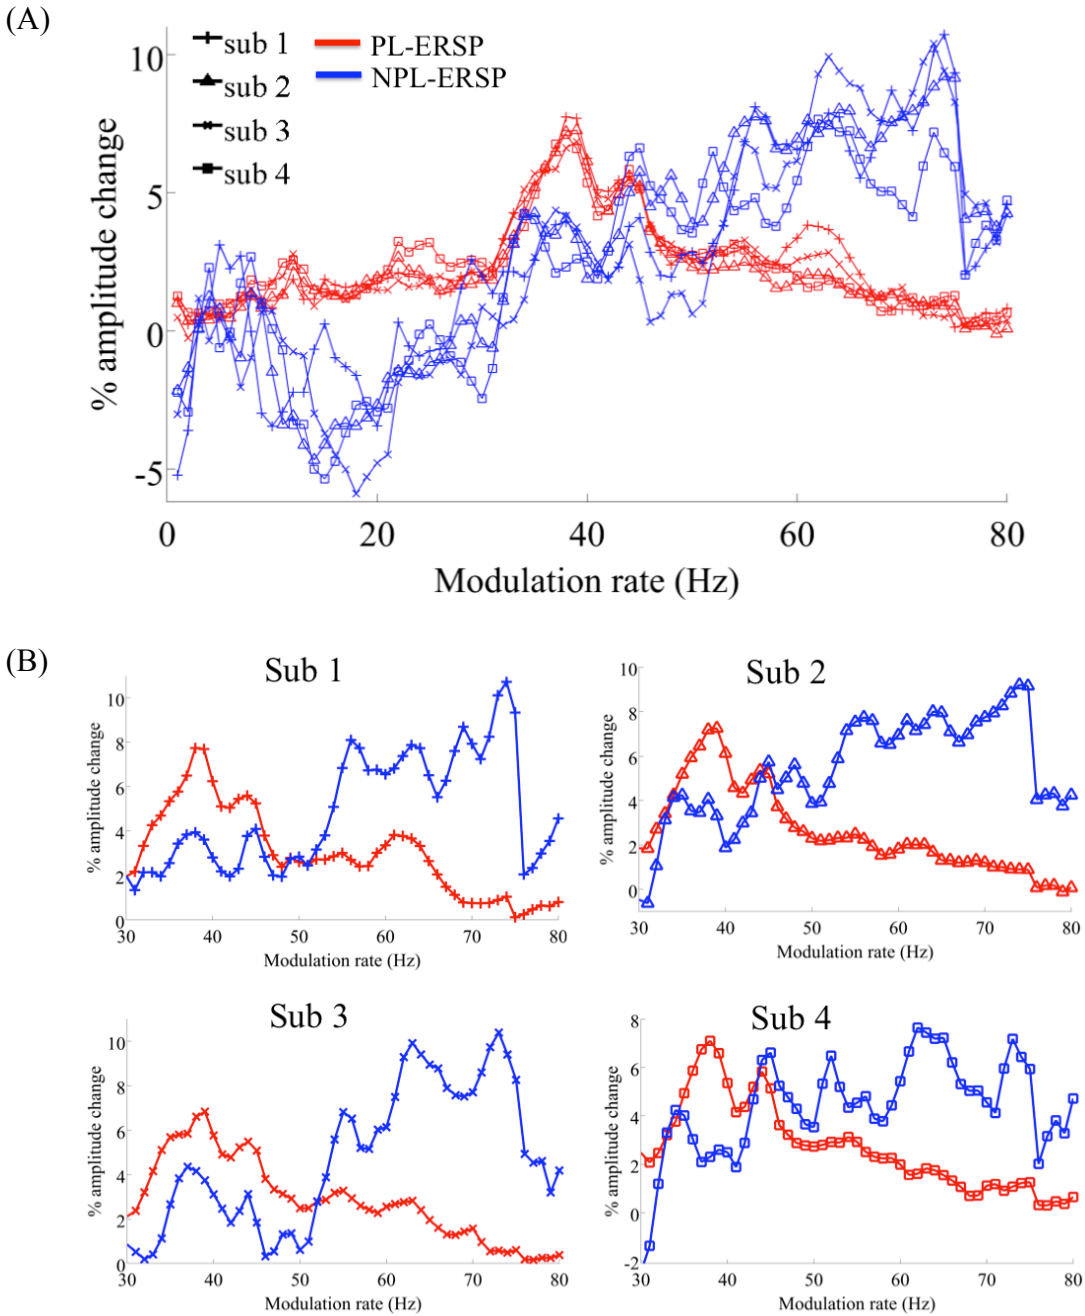 (A)
sub 1
sub 2
sub 3
sub 4
PL-ERSP
NPL-ERSP
10
5
0
-5
% amplitude change
0 20 40 60 80
Modulation rate (Hz)
(B)
Sub 1
10
8
6
4
2
0
% amplitude change
30 40 50 60 70 80
Modulation rate (Hz)
Sub 2
10
8
6
4
2
0
% amplitude change
30 40 50 60 70 80
Modulation rate (Hz)
Sub 3
10
8
6
4
2
0
% amplitude change
30 40 50 60 70 80
Modulation rate (Hz)
Sub 4
8
6
4
2
0
-2
% amplitude change
30 40 50 60 70 80
Modulation rate (Hz)